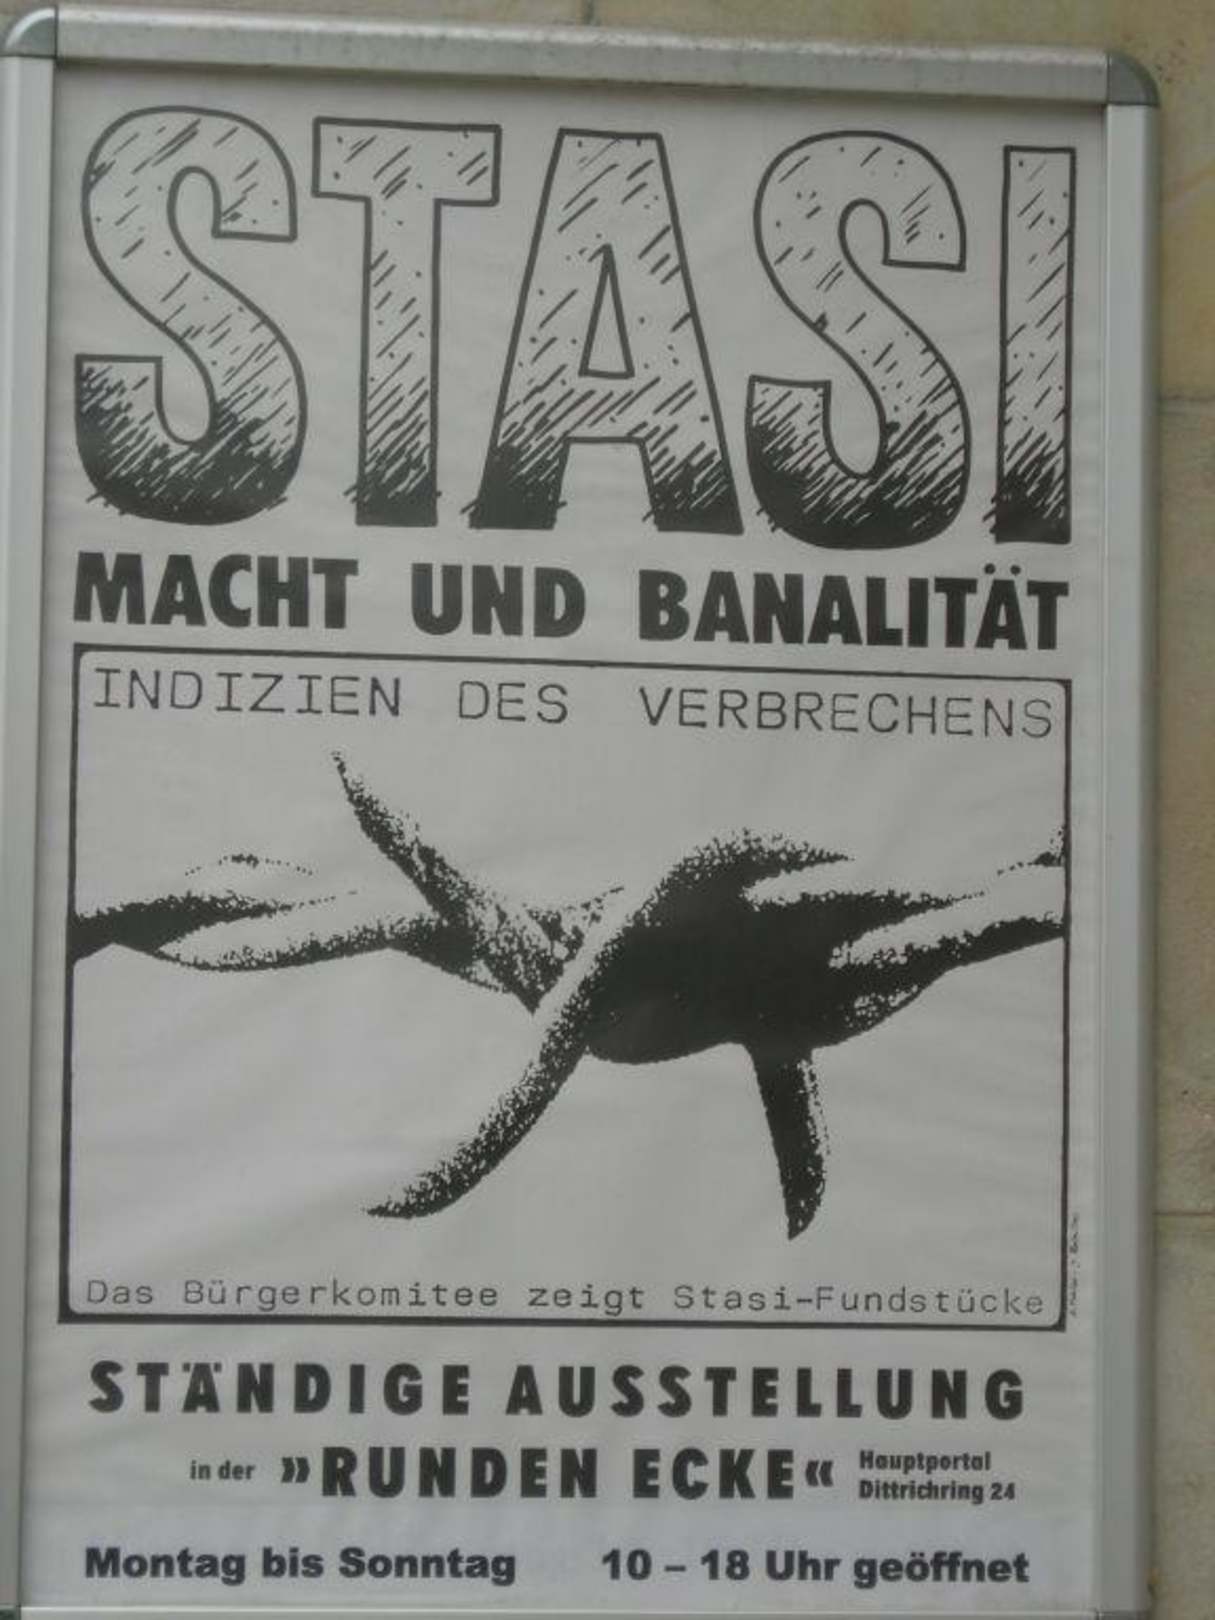 STASI
MACHT UND BANALITÄT
INDIZIEN DES VERBRECHENS
Das Bürgerkomitee zeigt Stasi-Fundstücke
STÄNDIGE AUSSTELLUNG
in der »RUNDEN ECKE« Hauptportal
Dittrichring 24
Montag bis Sonntag 10 – 18 Uhr geöffnet